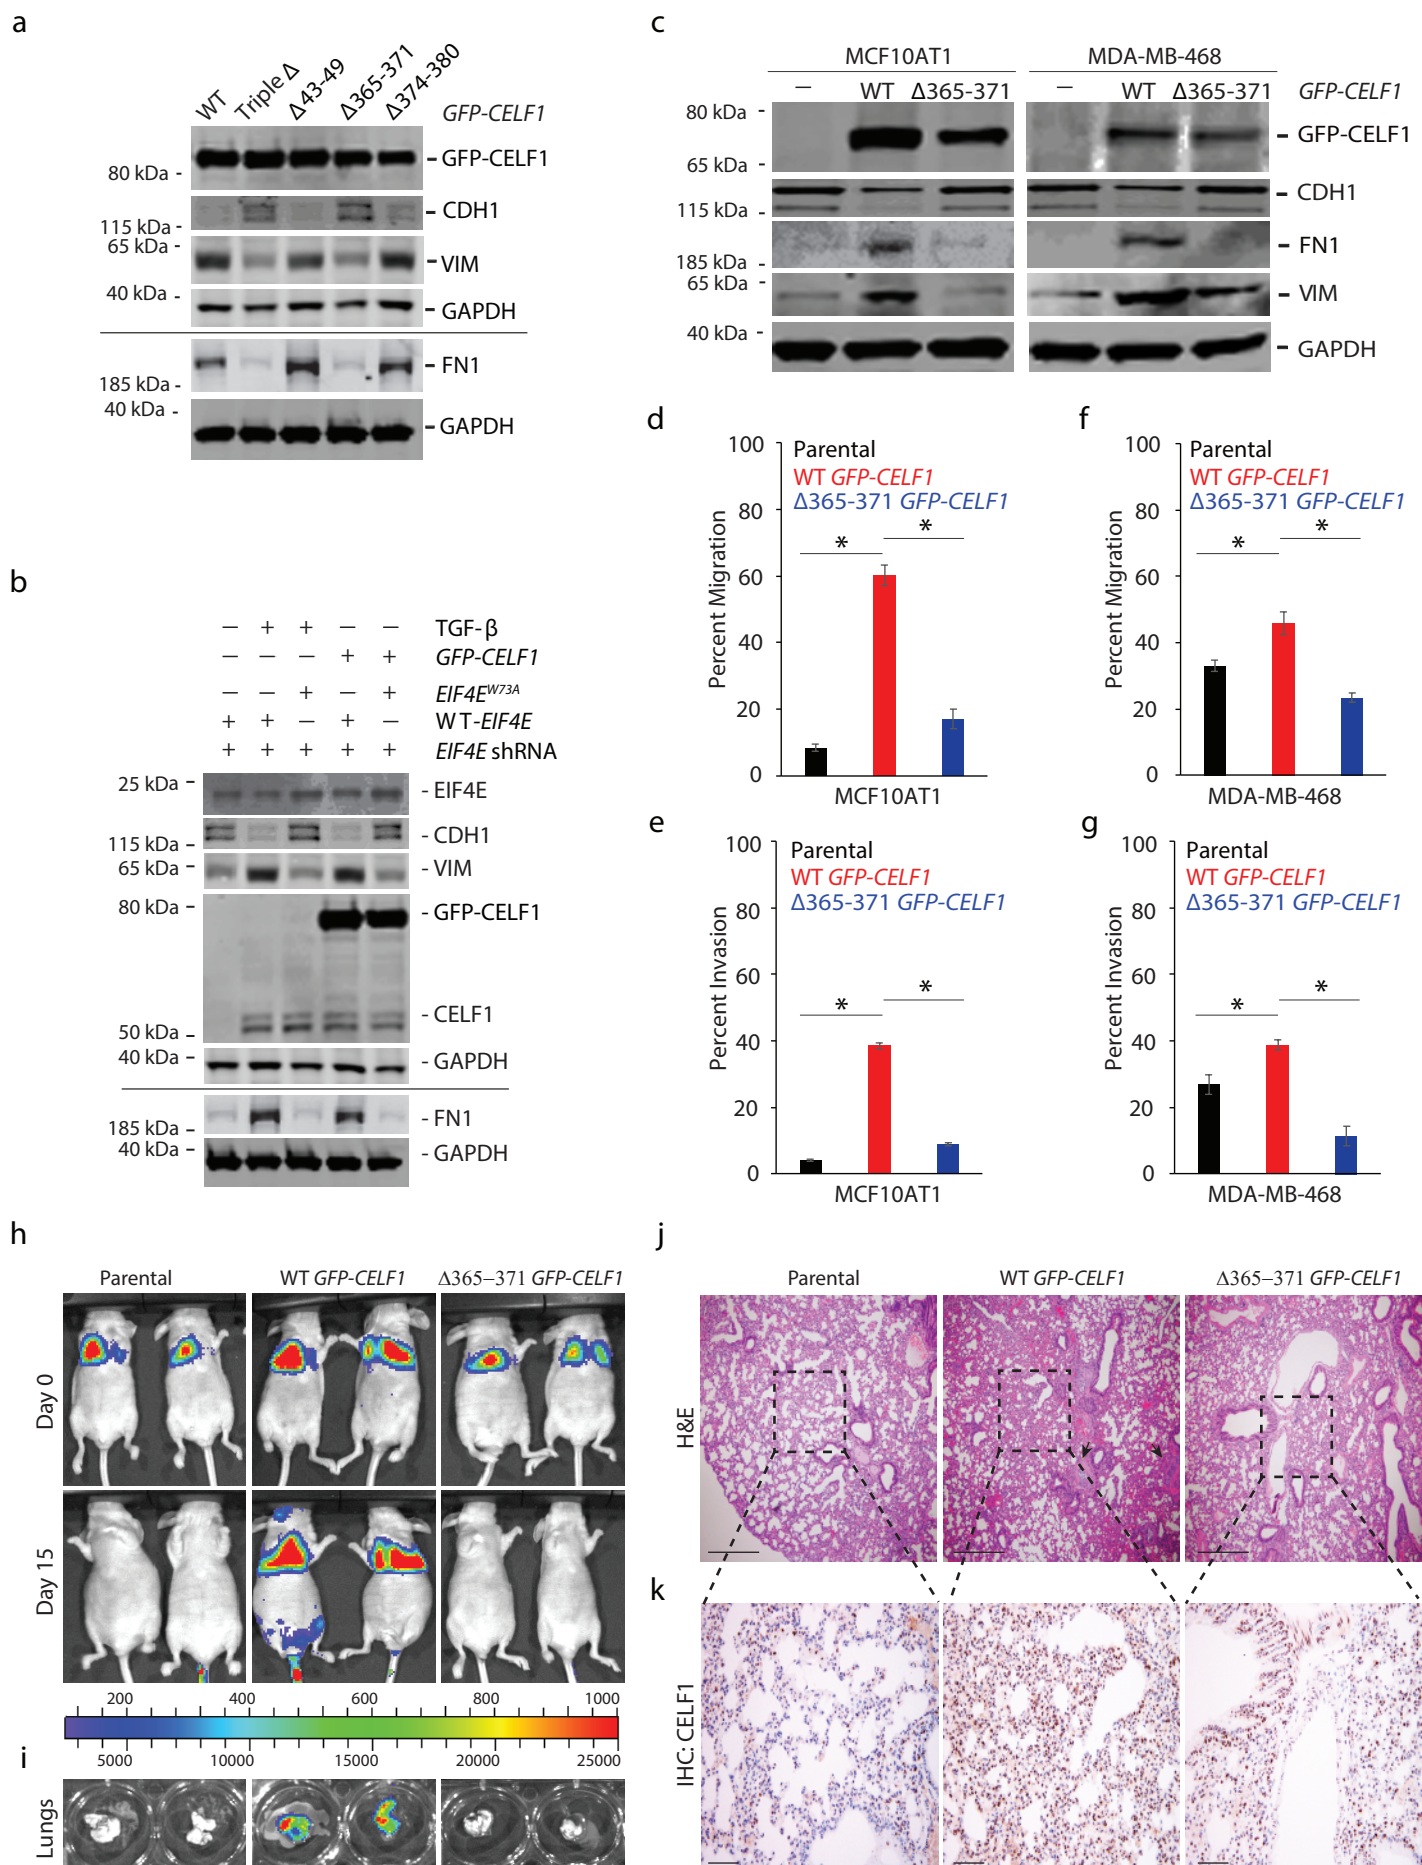 a
WT Triple Δ Δ43-49 Δ365-371 Δ374-380
GFP-CELF1
GFP-CELF1
80 kDa
CDH1
115 kDa
65 kDa
VIM
40 kDa
GAPDH
FN1
185 kDa
40 kDa
GAPDH
b
– + + – – TGF-β
– – – + + GFP-CELF1
– – + – + EIF4E^W73A
+ + – + – WT-EIF4E
+ + + + + EIF4E shRNA
25 kDa
EIF4E
CDH1
115 kDa
65 kDa
VIM
80 kDa
GFP-CELF1
CELF1
50 kDa
40 kDa
GAPDH
FN1
185 kDa
40 kDa
GAPDH
c
MCF10AT1 MDA-MB-468
– WT Δ365-371 – WT Δ365-371 GFP-CELF1
80 kDa
GFP-CELF1
65 kDa
CDH1
115 kDa
FN1
185 kDa
65 kDa
VIM
40 kDa
GAPDH
d
100
80
60
40
20
0
Percent Migration
Parental
WT GFP-CELF1
Δ365-371 GFP-CELF1
* *
MCF10AT1
f
100
80
60
40
20
0
Percent Migration
Parental
WT GFP-CELF1
Δ365-371 GFP-CELF1
* *
MDA-MB-468
e
100
80
60
40
20
0
Percent Invasion
Parental
WT GFP-CELF1
Δ365-371 GFP-CELF1
* *
MCF10AT1
g
100
80
60
40
20
0
Percent Invasion
Parental
WT GFP-CELF1
Δ365-371 GFP-CELF1
* *
MDA-MB-468
h
Parental WT GFP-CELF1 Δ365–371 GFP-CELF1
Day 0
Day 15
200 400 600 800 1000
5000 10000 15000 20000 25000
i
Lungs
j
Parental WT GFP-CELF1 Δ365–371 GFP-CELF1
H&E
k
IHC: CELF1